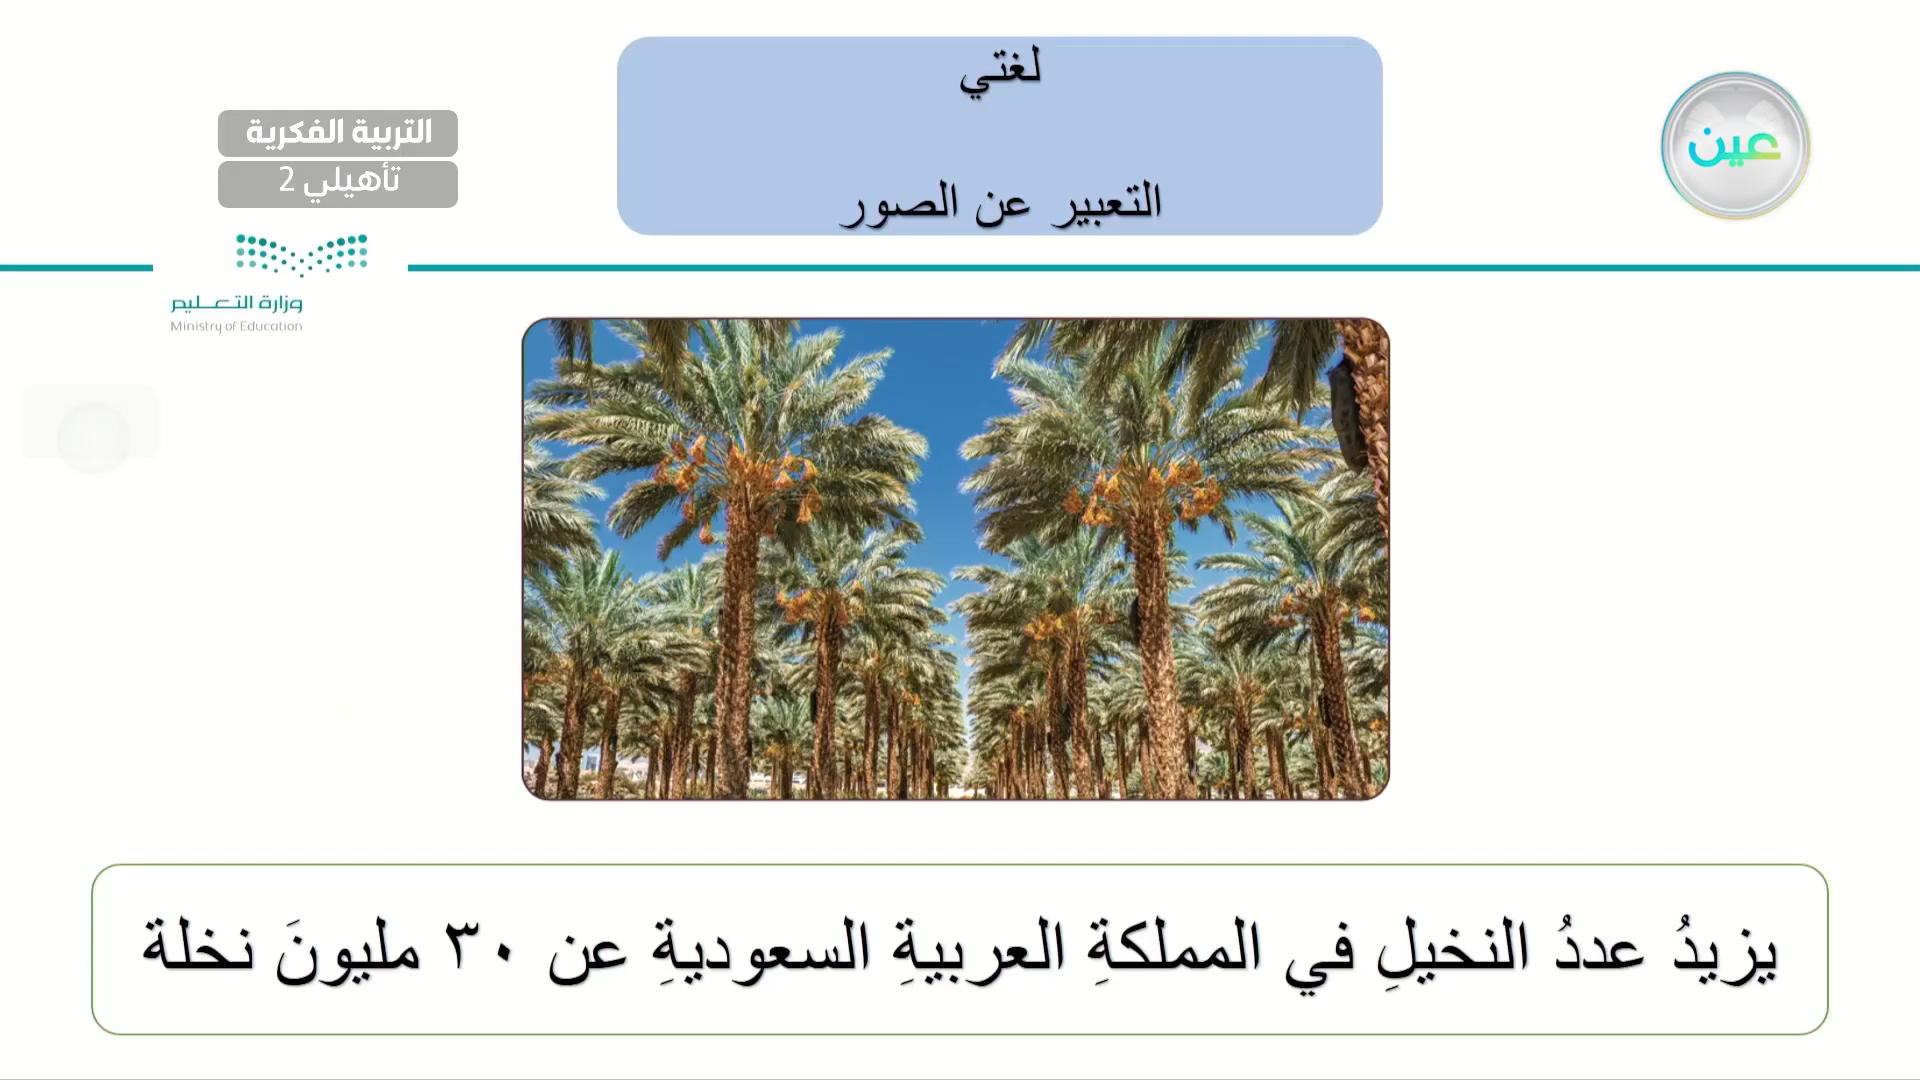 لغتي
التعبير عن الصور
عين
التربية الفكرية
تأهيلي 2
وزارة التعـليم
Ministry of Education
يزيدُ عددُ النخيلِ في المملكةِ العربيةِ السعوديةِ عن ٣٠ مليونَ نخلة